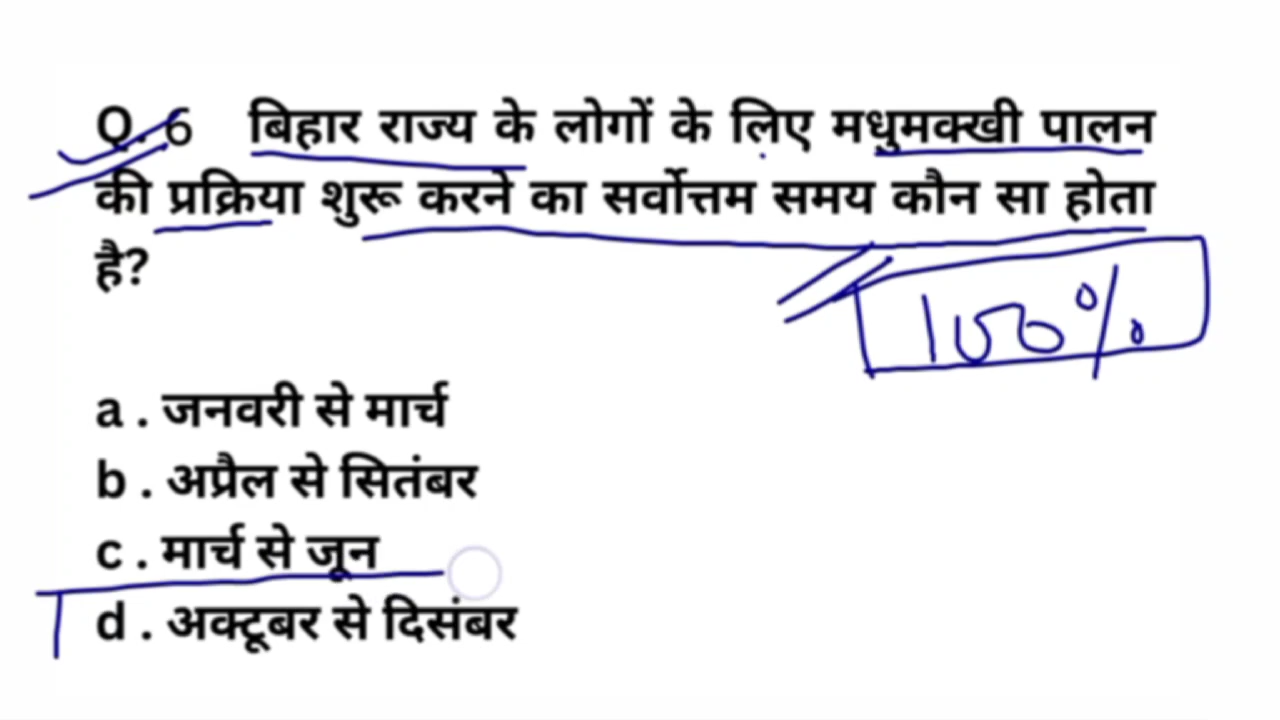 Q. 6 बिहार राज्य के लोगों के लिए मधुमक्खी पालन
की प्रक्रिया शुरू करने का सर्वोत्तम समय कौन सा होता
है?
100%
a . जनवरी से मार्च
b . अप्रैल से सितंबर
c . मार्च से जून
d . अक्टूबर से दिसंबर